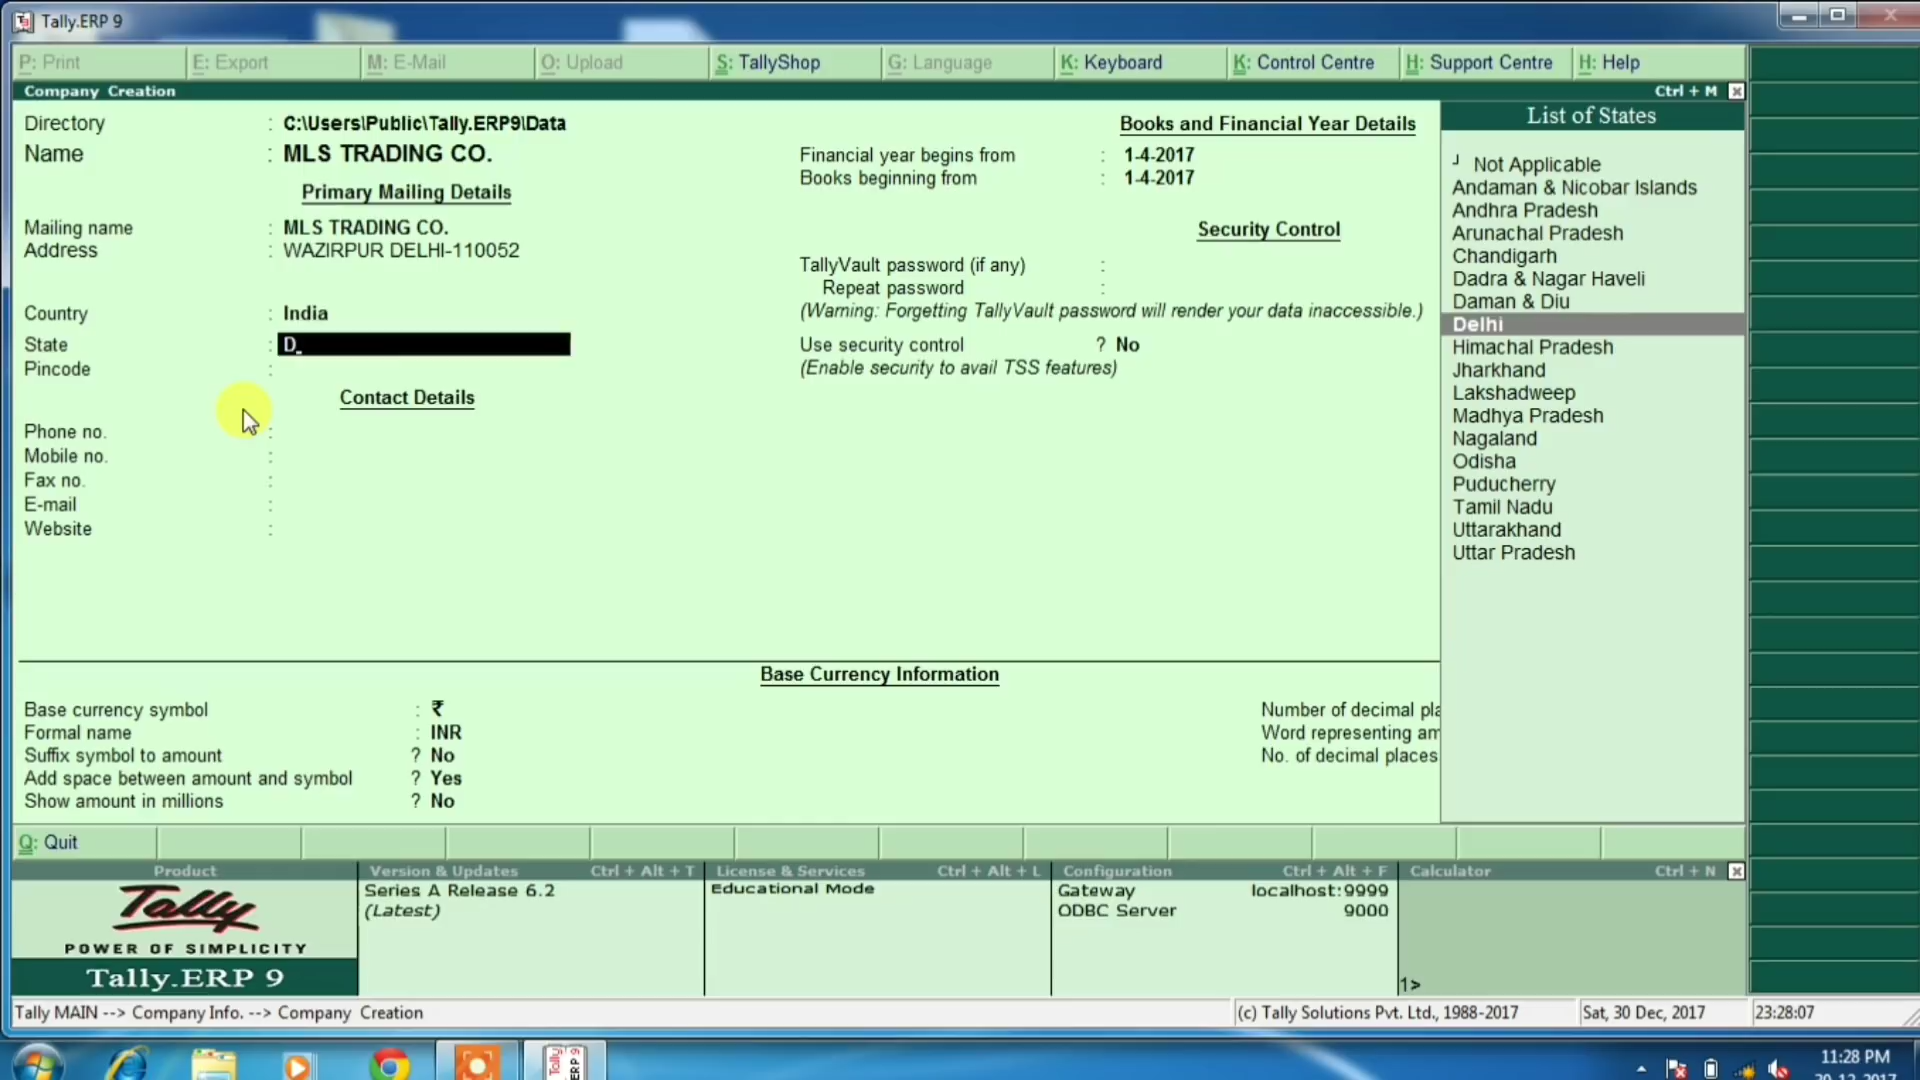 Tally.ERP 9
P: Print
E: Export
M: E-Mail
O: Upload
S: TallyShop
G: Language
K: Keyboard
K: Control Centre
H: Support Centre
H: Help
Company Creation
Ctrl + M
Directory : C:\Users\Public\Tally.ERP9\Data
Name : MLS TRADING CO.
Primary Mailing Details
Mailing name : MLS TRADING CO.
Address : WAZIRPUR DELHI-110052
Country : India
State : D
Pincode :
Contact Details
Phone no. :
Mobile no. :
Fax no. :
E-mail :
Website :
Books and Financial Year Details
Financial year begins from : 1-4-2017
Books beginning from : 1-4-2017
Security Control
TallyVault password (if any) :
Repeat password :
(Warning: Forgetting TallyVault password will render your data inaccessible.)
Use security control ? No
(Enable security to avail TSS features)
List of States
Not Applicable
Andaman & Nicobar Islands
Andhra Pradesh
Arunachal Pradesh
Chandigarh
Dadra & Nagar Haveli
Daman & Diu
Delhi
Himachal Pradesh
Jharkhand
Lakshadweep
Madhya Pradesh
Nagaland
Odisha
Puducherry
Tamil Nadu
Uttarakhand
Uttar Pradesh
Base Currency Information
Base currency symbol : ₹
Formal name : INR
Suffix symbol to amount ? No
Add space between amount and symbol ? Yes
Show amount in millions ? No
Number of decimal pla
Word representing am
No. of decimal places
Q: Quit
Product
Tally
POWER OF SIMPLICITY
Tally.ERP 9
Version & Updates Ctrl + Alt + T
Series A Release 6.2
(Latest)
License & Services Ctrl + Alt + L
Educational Mode
Configuration Ctrl + Alt + F
Gateway localhost:9999
ODBC Server 9000
Calculator Ctrl + N
1>
Tally MAIN --> Company Info. --> Company Creation
(c) Tally Solutions Pvt. Ltd., 1988-2017
Sat, 30 Dec, 2017
23:28:07
Tally
ERP 9
11:28 PM